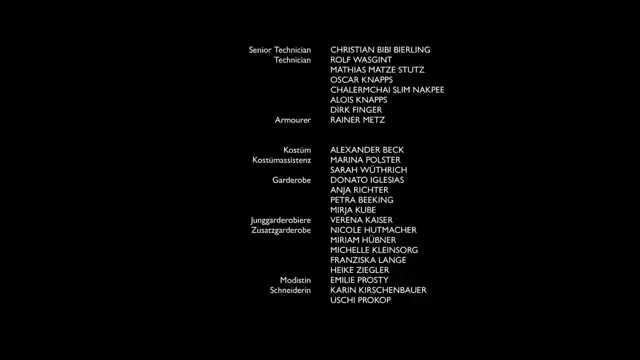 Senior Technician CHRISTIAN BIBI BIERLING
Technician ROLF WASGINT
MATHIAS MATZE STUTZ
OSCAR KNAPPS
CHALERMCHAI SLIM NAKPEE
ALOIS KNAPPS
DIRK FINGER
Armourer RAINER METZ
Kostüm ALEXANDER BECK
Kostümassistenz MARINA POLSTER
SARAH WÜTHRICH
Garderobe DONATO IGLESIAS
ANJA RICHTER
PETRA BEEKING
MIRJA KUBE
Junggarderobiere VERENA KAISER
Zusatzgarderobe NICOLE HUTMACHER
MIRIAM HÜBNER
MICHELLE KLEINSORG
FRANZISKA LANGE
HEIKE ZIEGLER
Modistin EMILIE PROSTY
Schneiderin KARIN KIRSCHENBAUER
USCHI PROKOP